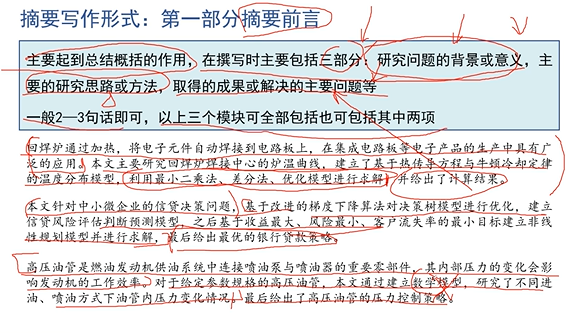 摘要写作形式：第一部分摘要前言
主要起到总结概括的作用，在撰写时主要包括三部分：研究问题的背景或意义，主
要的研究思路或方法，取得的成果或解决的主要问题等
一般2—3句话即可，以上三个模块可全部包括也可包括其中两项
回焊炉通过加热，将电子元件自动焊接到电路板上，在集成电路板等电子产品的生产中具有广
泛的应用。本文主要研究回焊炉焊接中心的炉温曲线，建立了基于热传导方程与牛顿冷却定律
的温度分布模型，利用最小二乘法、差分法、优化模型进行求解，并给出了计算结果。
本文针对中小微企业的信贷决策问题，基于改进的梯度下降算法对决策树模型进行优化，建立
信贷风险评估判断预测模型，之后基于收益最大、风险最小、客户流失率的最小目标建立非线
性规划模型并进行求解，最后给出最优的银行贷款策略。
高压油管是燃油发动机供油系统中连接喷油泵与喷油器的重要零部件，其内部压力的变化会影
响发动机的工作效率。对于给定参数规格的高压油管，本文通过建立数学模型，研究了不同进
油、喷油方式下油管内压力变化情况，最后给出了高压油管的压力控制策略。